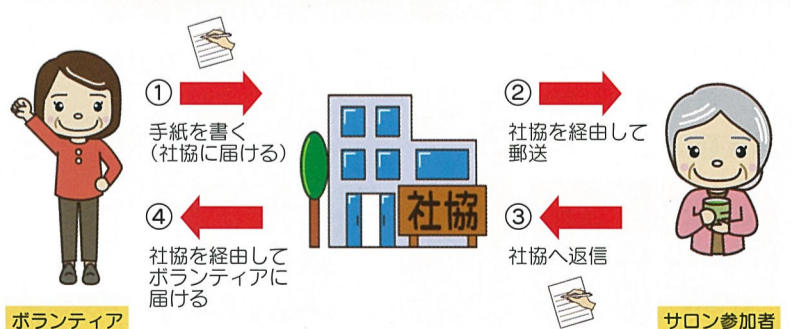 ①
手紙を書く
（社協に届ける）
②
社協を経由して
郵送
社協
④
社協を経由して
ボランティアに
届ける
③
社協へ返信
ボランティア
サロン参加者